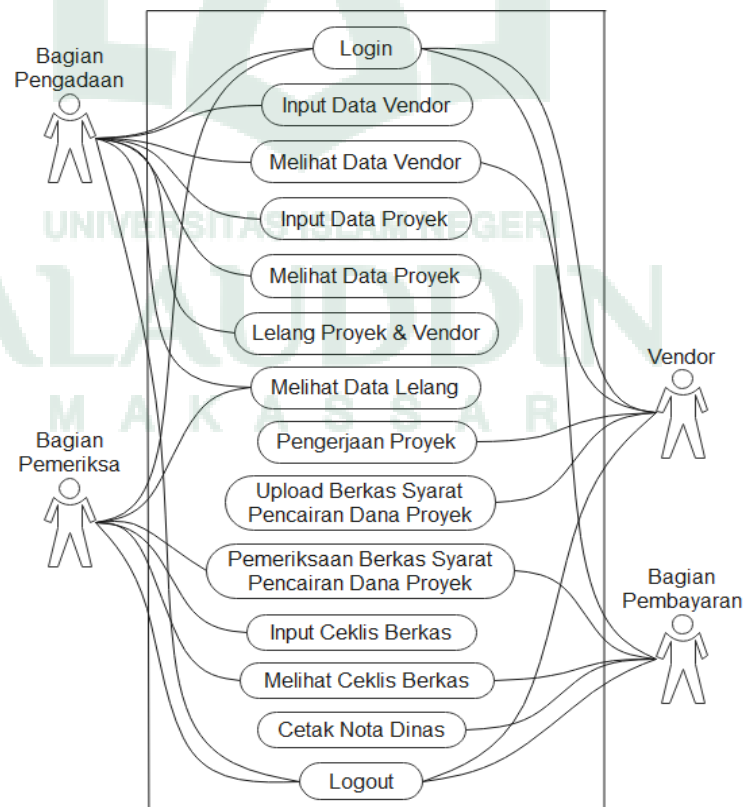 Bagian
Pengadaan
Login
Input Data Vendor
Melihat Data Vendor
Input Data Proyek
UNIVERSITAS ISLAM NEGERI
Melihat Data Proyek
ALAUDDIN
Lelang Proyek & Vendor
Vendor
Melihat Data Lelang
MAKASSAR
Pengerjaan Proyek
Bagian
Pemeriksa
Upload Berkas Syarat
Pencairan Dana Proyek
Pemeriksaan Berkas Syarat
Pencairan Dana Proyek
Bagian
Pembayaran
Input Ceklis Berkas
Melihat Ceklis Berkas
Cetak Nota Dinas
Logout